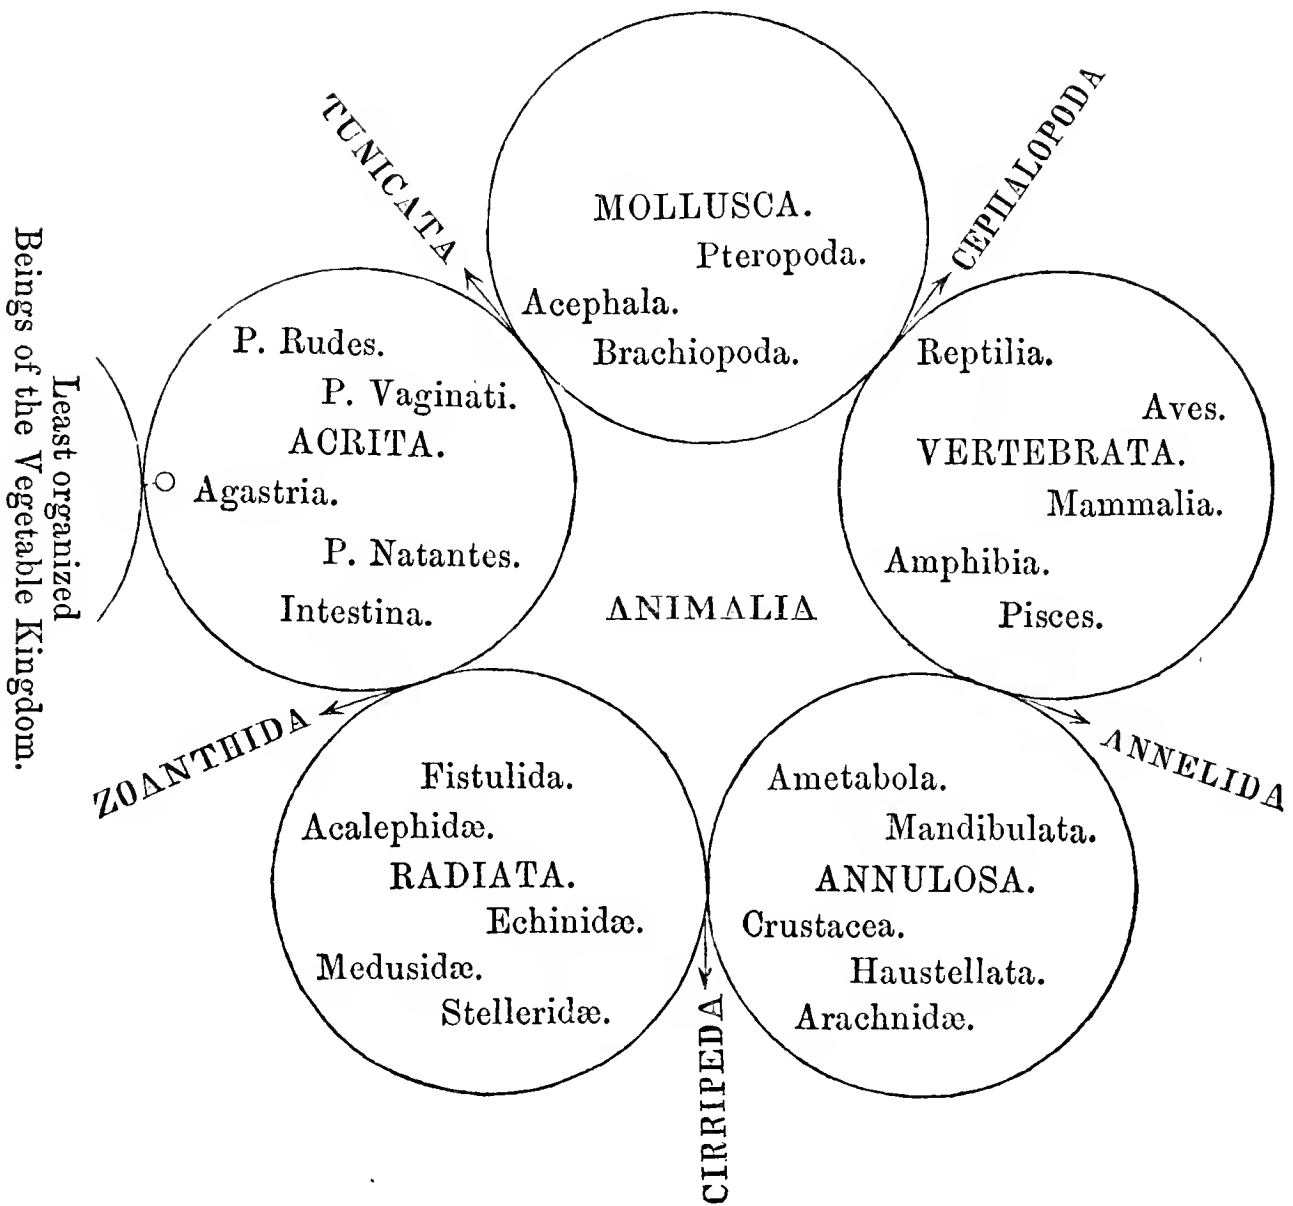 TUNICATA
CEPHALOPODA
MOLLUSCA.
Pteropoda.
Acephala.
Brachiopoda.
Least organized
Beings of the Vegetable Kingdom.
P. Rudes.
P. Vaginati.
ACRITA.
Agastria.
P. Natantes.
Intestina.
Reptilia.
Aves.
VERTEBRATA.
Mammalia.
Amphibia.
Pisces.
ANIMALIA
ZOANTHIDA
ANNELIDA
Fistulida.
Acalephidæ.
RADIATA.
Echinidæ.
Medusidæ.
Stelleridæ.
Ametabola.
Mandibulata.
ANNULOSA.
Crustacea.
Haustellata.
Arachnidæ.
CIRRIPEDA